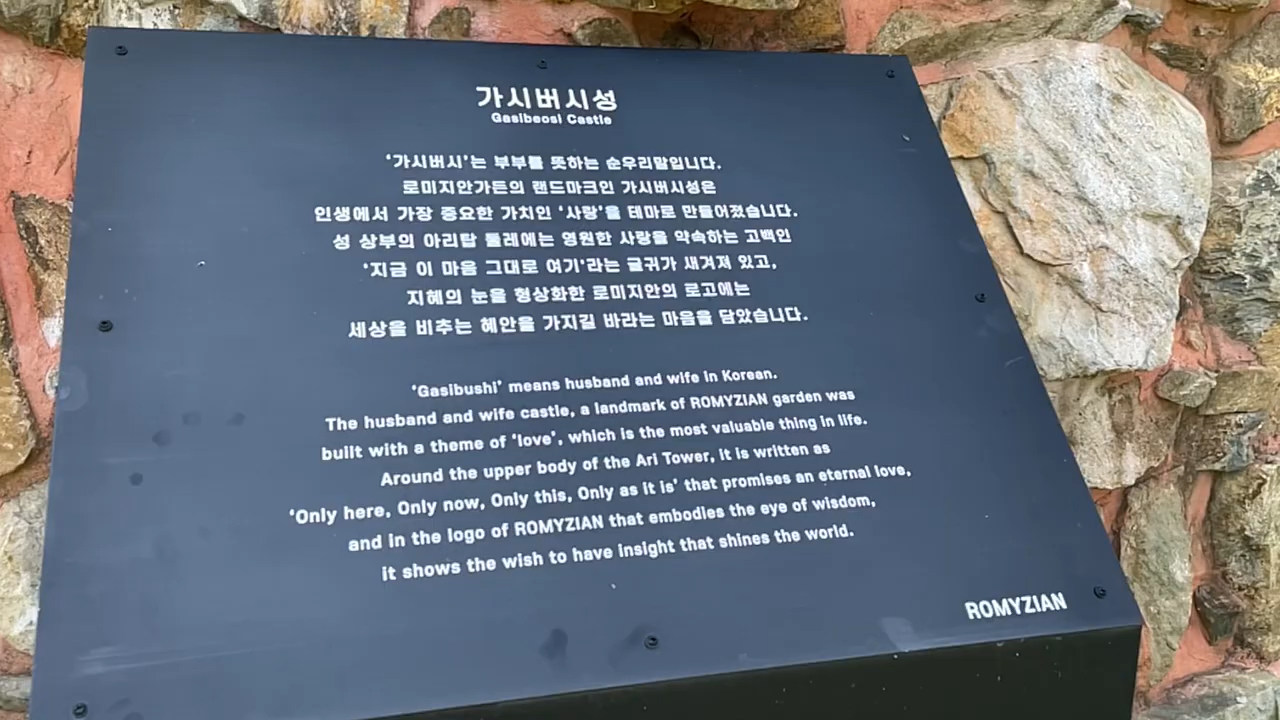 가시버시성
Gasibeosi Castle
‘가시버시’는 부부를 뜻하는 순우리말입니다.
로미지안가든의 랜드마크인 가시버시성은
인생에서 가장 중요한 가치인 ‘사랑’을 테마로 만들어졌습니다.
성 상부의 아리탑 둘레에는 영원한 사랑을 약속하는 고백인
‘지금 이 마음 그대로 여기’라는 글귀가 새겨져 있고,
지혜의 눈을 형상화한 로미지안의 로고에는
세상을 비추는 혜안을 가지길 바라는 마음을 담았습니다.
‘Gasibushi’ means husband and wife in Korean.
The husband and wife castle, a landmark of ROMYZIAN garden was
built with a theme of ‘love’, which is the most valuable thing in life.
Around the upper body of the Ari Tower, it is written as
‘Only here, Only now, Only this, Only as it is’ that promises an eternal love,
and in the logo of ROMYZIAN that embodies the eye of wisdom,
it shows the wish to have insight that shines the world.
ROMYZIAN